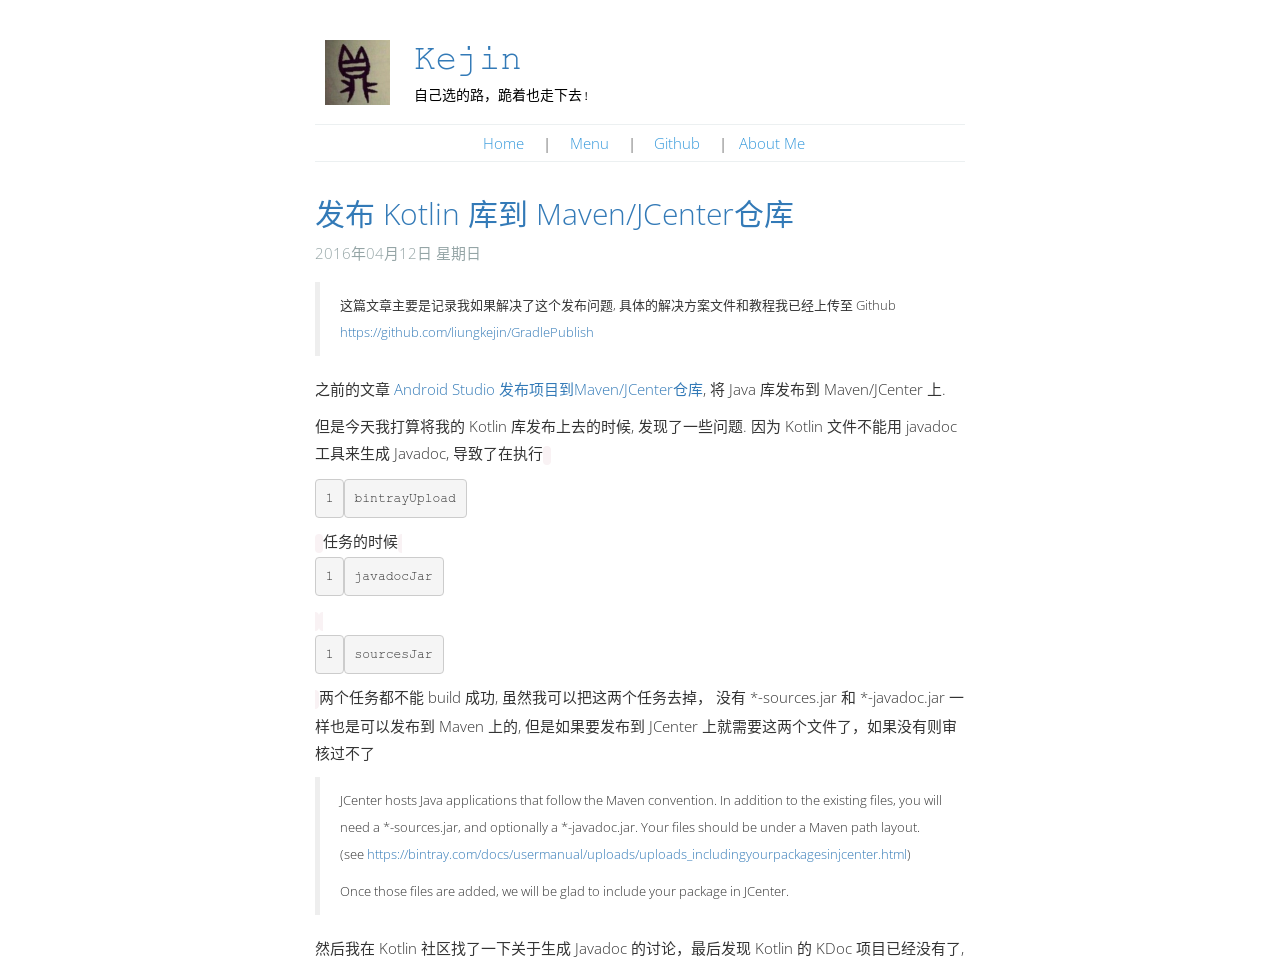 Kejin
自己选的路，跪着也走下去 !
Home | Menu | Github | About Me
发布 Kotlin 库到 Maven/JCenter仓库
2016年04月12日 星期日
这篇文章主要是记录我如果解决了这个发布问题, 具体的解决方案文件和教程我已经上传至 Github
https://github.com/liungkejin/GradlePublish
之前的文章 Android Studio 发布项目到Maven/JCenter仓库, 将 Java 库发布到 Maven/JCenter 上.
但是今天我打算将我的 Kotlin 库发布上去的时候, 发现了一些问题. 因为 Kotlin 文件不能用 javadoc
工具来生成 Javadoc, 导致了在执行
1 bintrayUpload
任务的时候
1 javadocJar
1 sourcesJar
两个任务都不能 build 成功, 虽然我可以把这两个任务去掉， 没有 *-sources.jar 和 *-javadoc.jar 一
样也是可以发布到 Maven 上的, 但是如果要发布到 JCenter 上就需要这两个文件了，如果没有则审
核过不了
JCenter hosts Java applications that follow the Maven convention. In addition to the existing files, you will
need a *-sources.jar, and optionally a *-javadoc.jar. Your files should be under a Maven path layout.
(see https://bintray.com/docs/usermanual/uploads/uploads_includingyourpackagesinjcenter.html)
Once those files are added, we will be glad to include your package in JCenter.
然后我在 Kotlin 社区找了一下关于生成 Javadoc 的讨论，最后发现 Kotlin 的 KDoc 项目已经没有了,